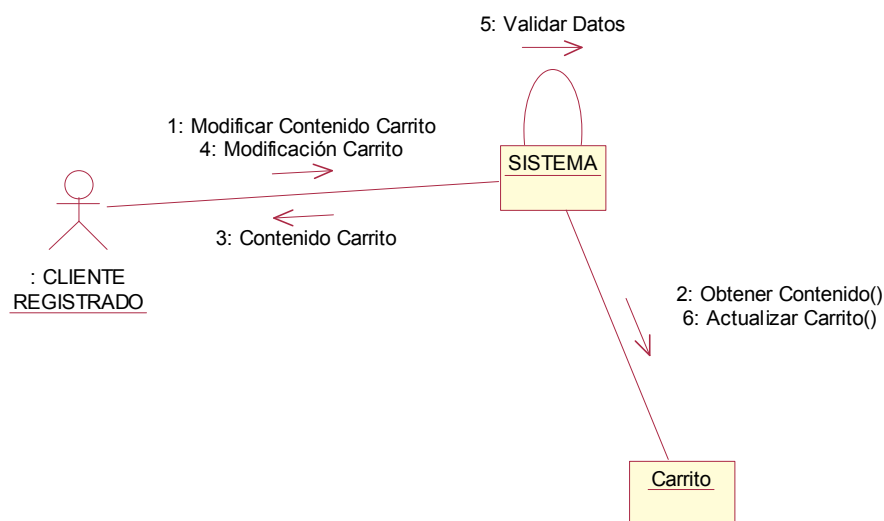 5: Validar Datos
1: Modificar Contenido Carrito
4: Modificación Carrito
SISTEMA
3: Contenido Carrito
: CLIENTE
REGISTRADO
2: Obtener Contenido()
6: Actualizar Carrito()
Carrito